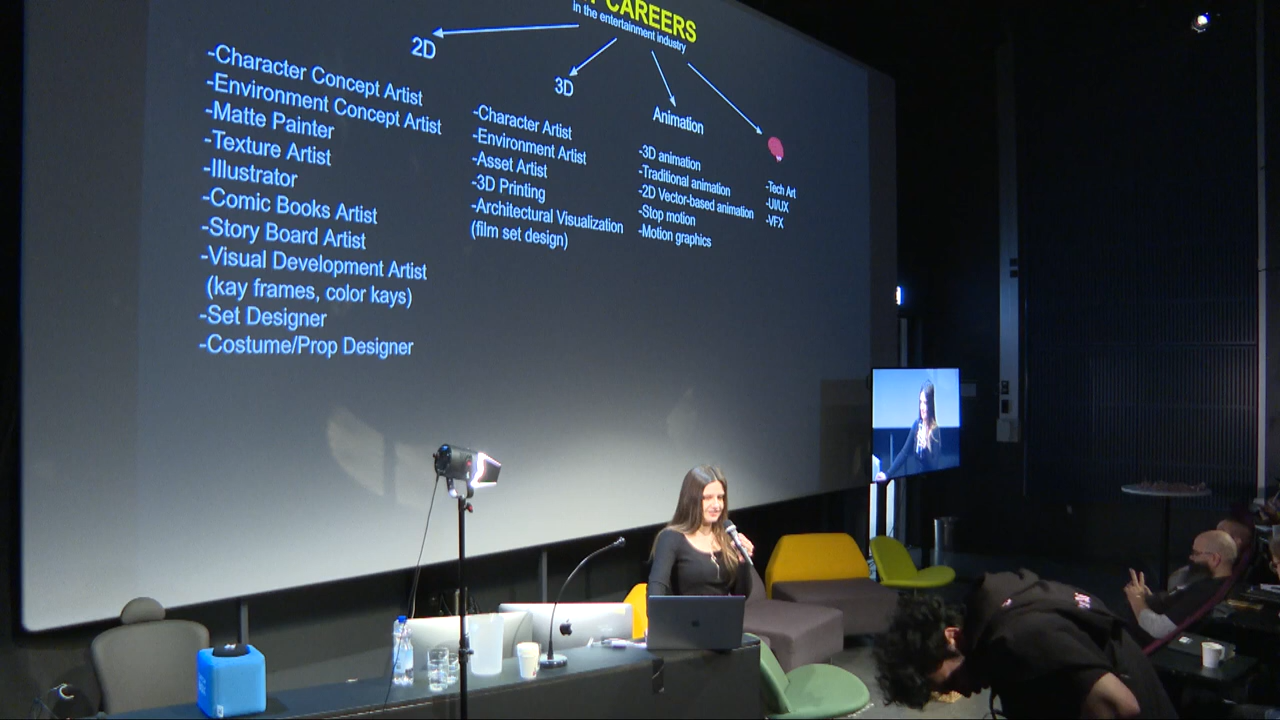 CAREERS
in the entertainment industry
2D
-Character Concept Artist
-Environment Concept Artist
-Matte Painter
-Texture Artist
-Illustrator
-Comic Books Artist
-Story Board Artist
-Visual Development Artist
(kay frames, color kays)
-Set Designer
-Costume/Prop Designer
3D
-Character Artist
-Environment Artist
-Asset Artist
-3D Printing
-Architectural Visualization
(film set design)
Animation
-3D animation
-Traditional animation
-2D Vector-based animation
-Stop motion
-Motion graphics
-Tech Art
-UI/UX
-VFX